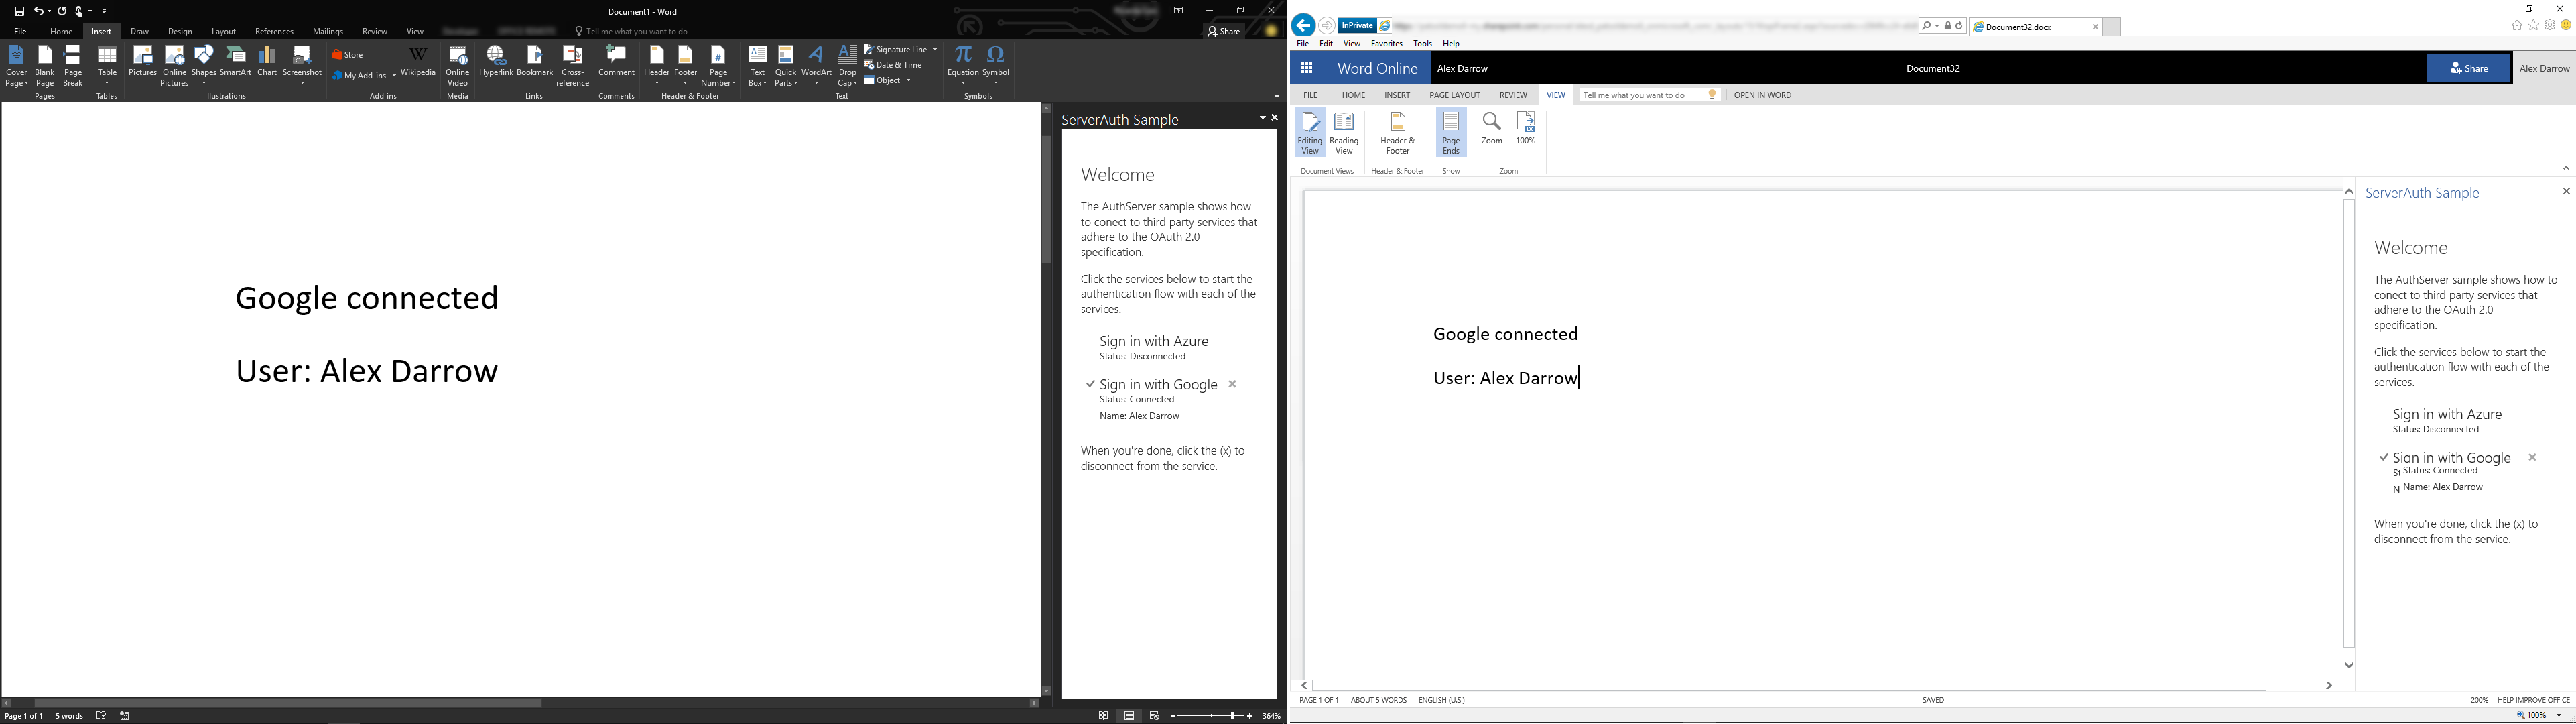 Document1 - Word
File Home Insert Draw Design Layout References Mailings Review View Tell me what you want to do Share
Cover Page Blank Page Page Break
Pages
Table
Tables
Pictures Online Pictures Shapes SmartArt Chart Screenshot
Illustrations
Store
My Add-ins
Wikipedia
Add-ins
Online Video
Media
Hyperlink Bookmark Cross-reference
Links
Comment
Comments
Header Footer Page Number
Header & Footer
Text Box Quick Parts WordArt Drop Cap
Signature Line
Date & Time
Object
Text
Equation Symbol
Symbols
Google connected
User: Alex Darrow
ServerAuth Sample
Welcome
The AuthServer sample shows how
to conect to third party services that
adhere to the OAuth 2.0
specification.
Click the services below to start the
authentication flow with each of the
services.
Sign in with Azure
Status: Disconnected
Sign in with Google
Status: Connected
Name: Alex Darrow
When you're done, click the (x) to
disconnect from the service.
Page 1 of 1 5 words
364%
InPrivate
Document32.docx
File Edit View Favorites Tools Help
Word Online Alex Darrow Document32 Share Alex Darrow
FILE HOME INSERT PAGE LAYOUT REVIEW VIEW Tell me what you want to do OPEN IN WORD
Editing View Reading View
Document Views
Header & Footer
Header & Footer
Page Ends
Show
Zoom 100%
Zoom
Google connected
User: Alex Darrow
ServerAuth Sample
Welcome
The AuthServer sample shows how to
conect to third party services that
adhere to the OAuth 2.0
specification.
Click the services below to start the
authentication flow with each of the
services.
Sign in with Azure
Status: Disconnected
Sign in with Google
Status: Connected
Name: Alex Darrow
When you're done, click the (x) to
disconnect from the service.
PAGE 1 OF 1 ABOUT 5 WORDS ENGLISH (U.S.) SAVED 200% HELP IMPROVE OFFICE
100%